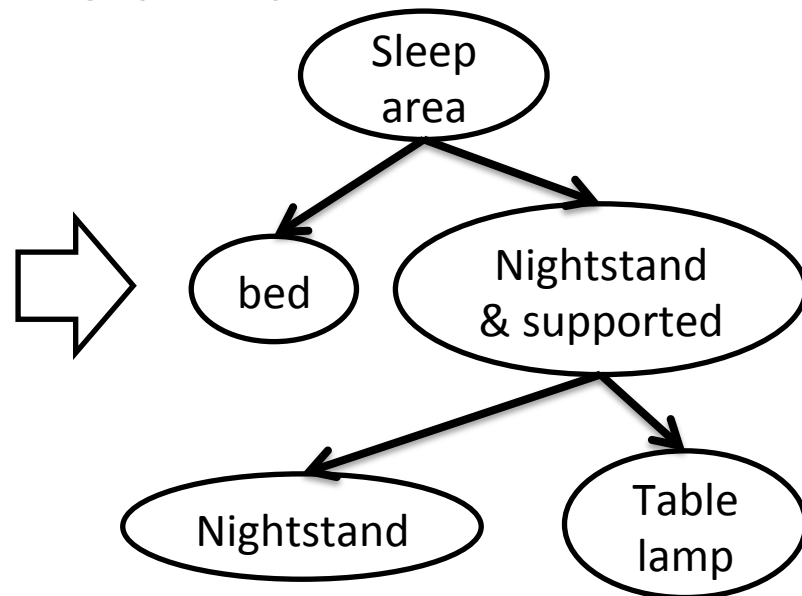 Sleep
area
bed
Nightstand
& supported
Nightstand
Table
lamp